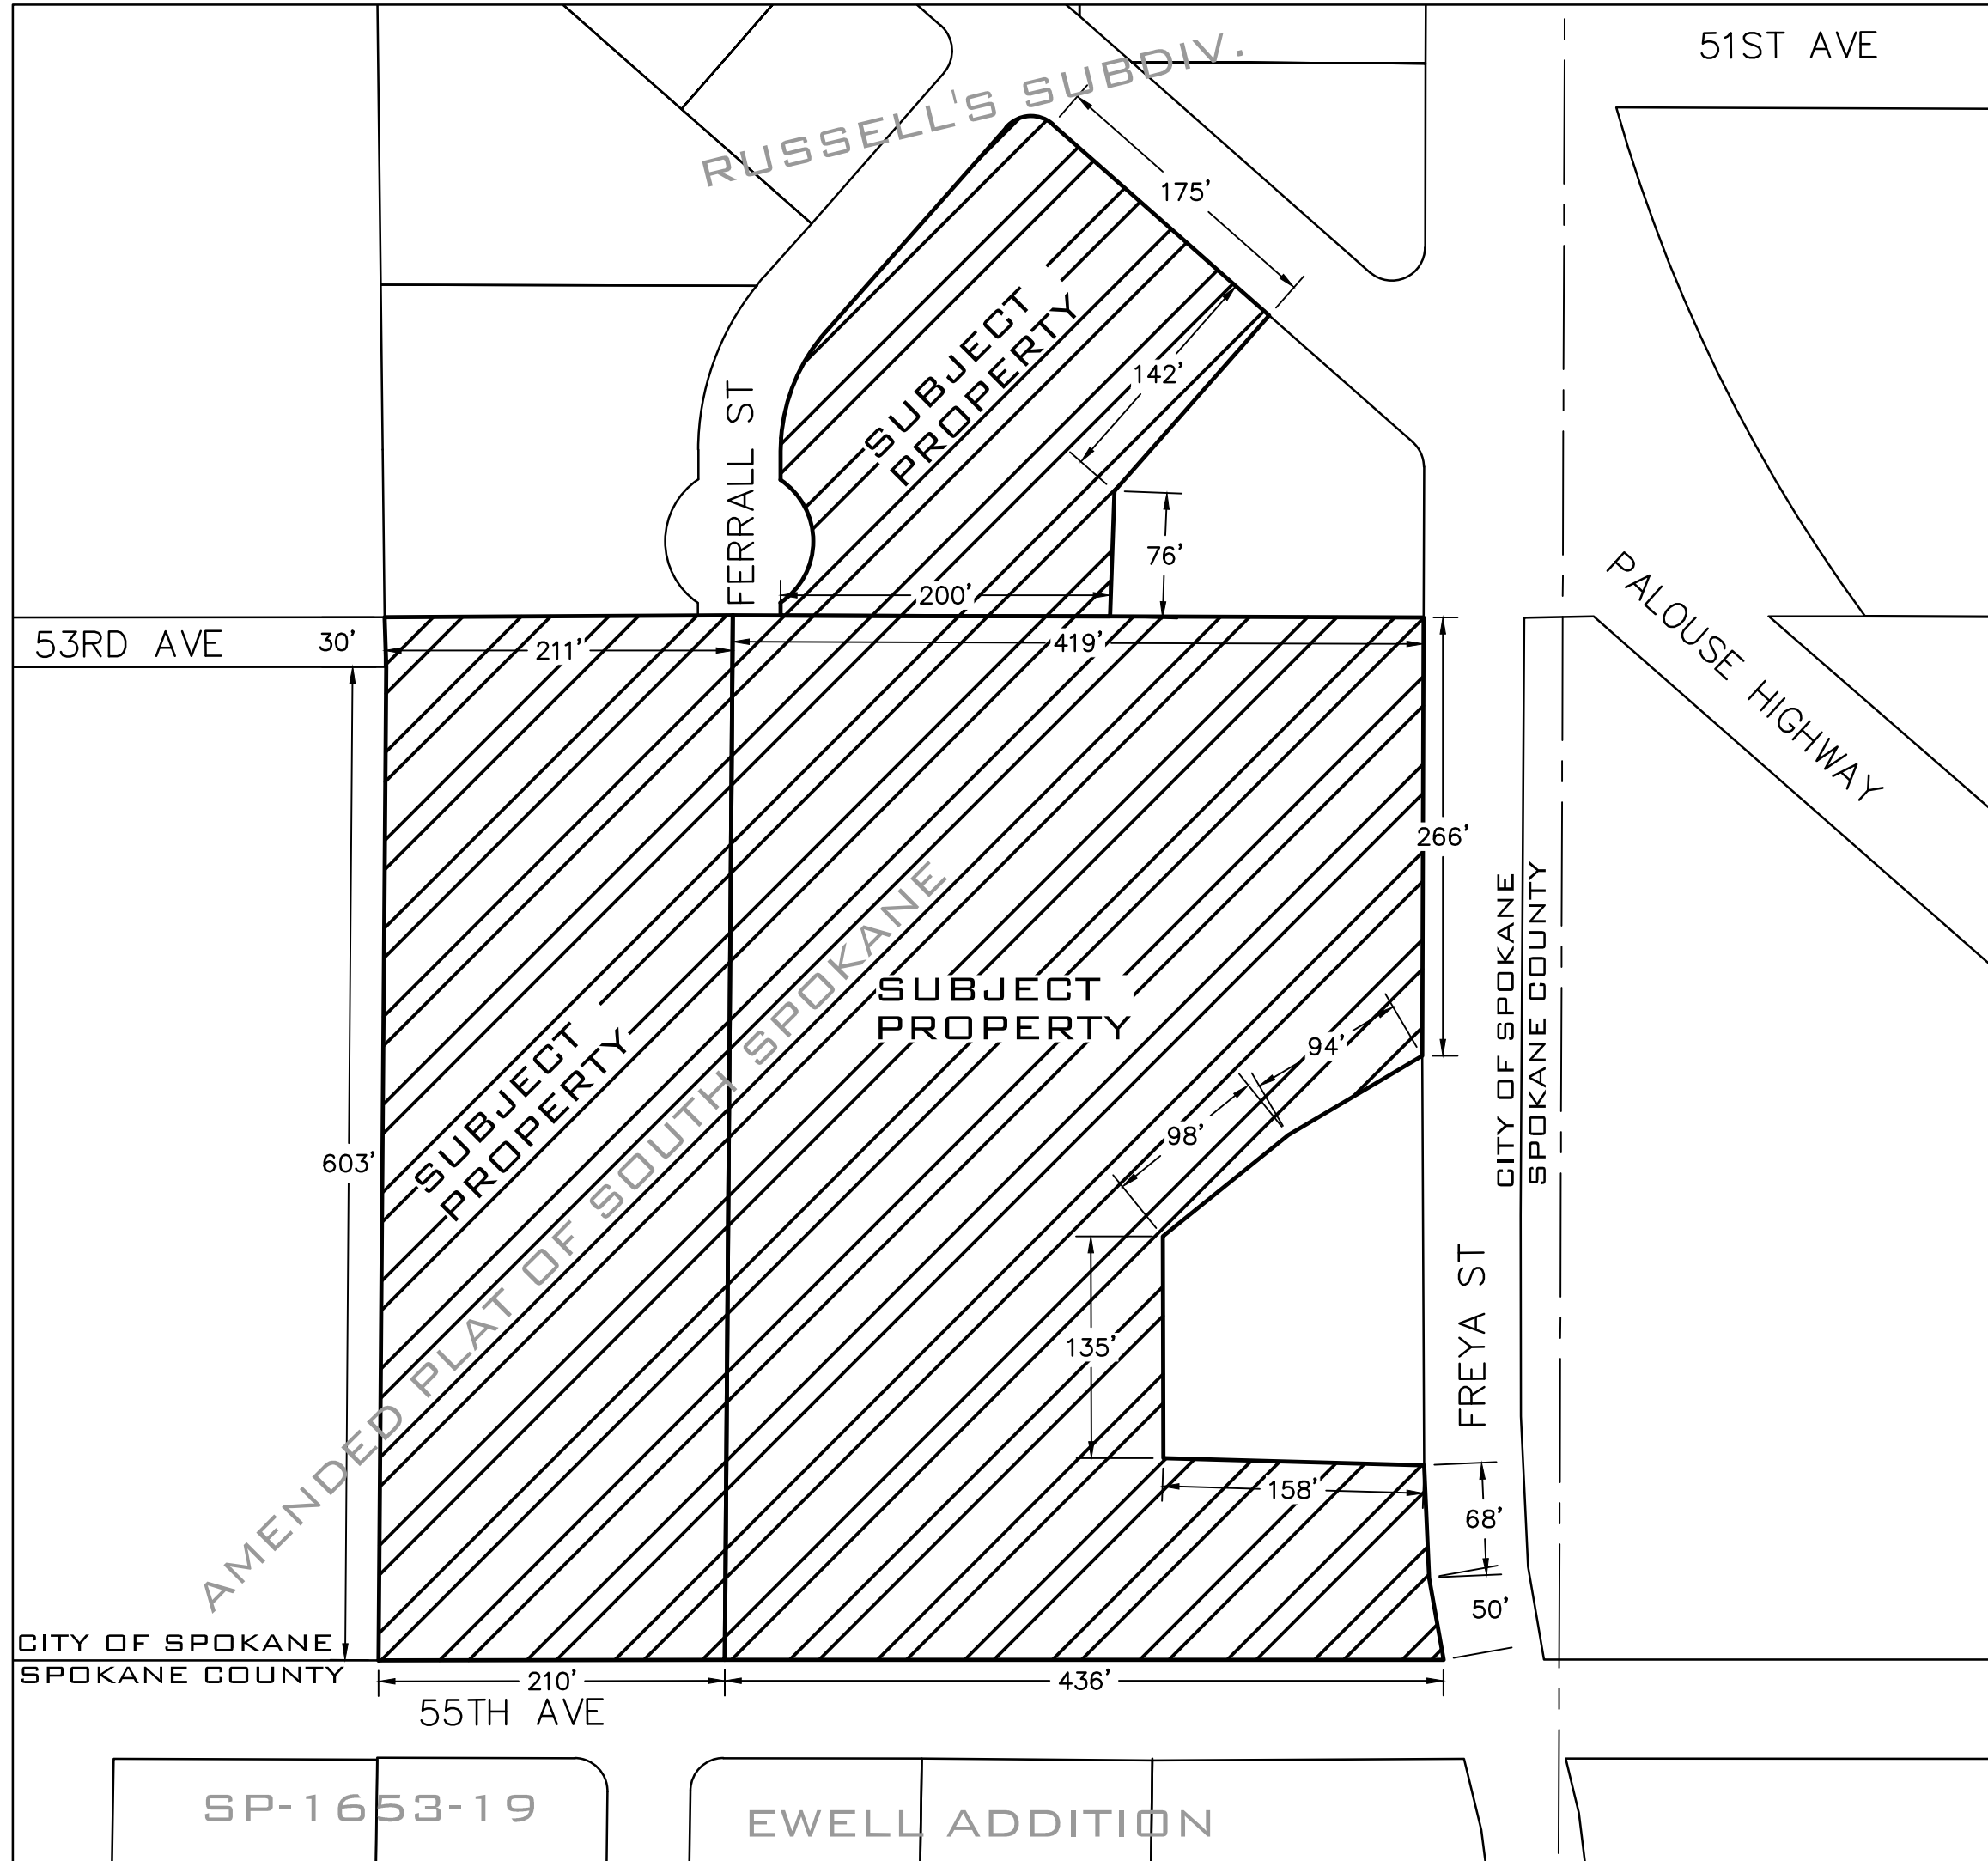 51ST AVE
RUSSELL'S SUBDIV.
175'
SUBJECT
PROPERTY
142'
FERRALL ST
76'
200'
53RD AVE
30'
211'
419'
PALOUSE HIGHWAY
266'
CITY OF SPOKANE
SPOKANE COUNTY
SUBJECT
PROPERTY
94'
98'
SUBJECT
PROPERTY
603'
AMENDED PLAT OF SOUTH SPOKANE
135'
FREYA ST
158'
68'
50'
CITY OF SPOKANE
SPOKANE COUNTY
210'
436'
55TH AVE
SP-1653-19
EWELL ADDITION